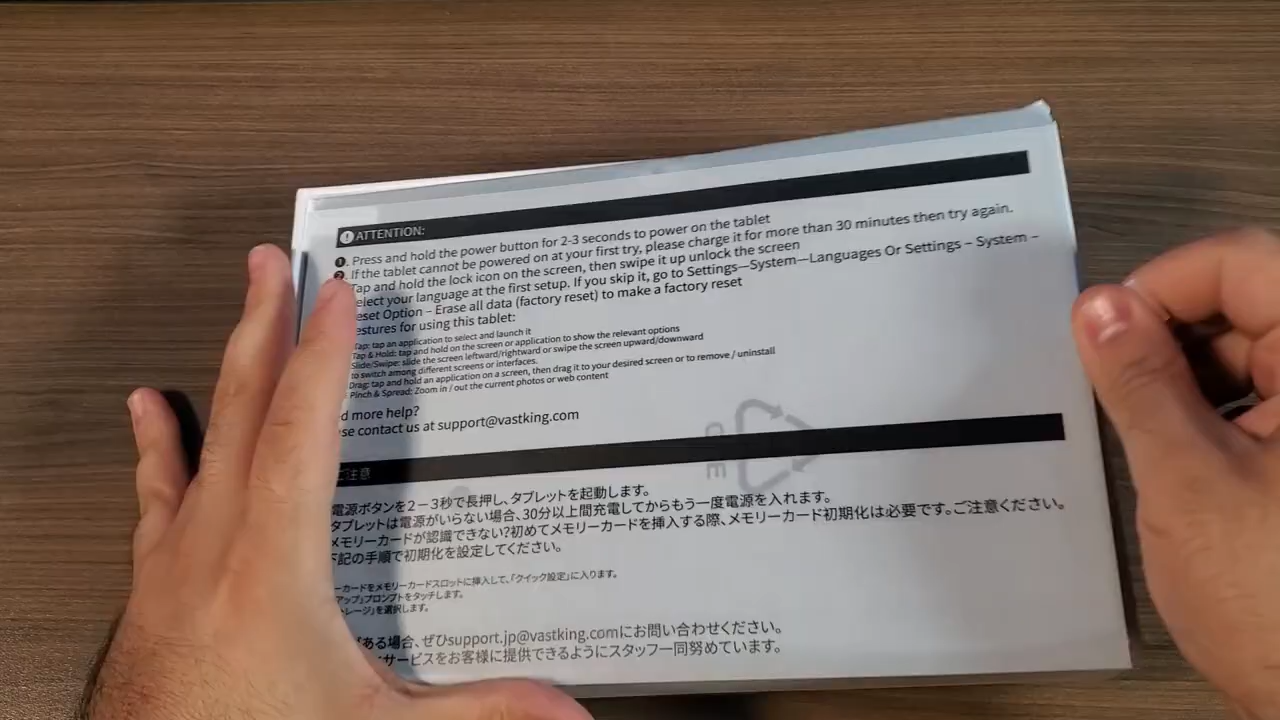 ATTENTION:
❶. Press and hold the power button for 2-3 seconds to power on the tablet
❷. If the tablet cannot be powered on at your first try, please charge it for more than 30 minutes then try again.
Tap and hold the lock icon on the screen, then swipe it up unlock the screen
elect your language at the first setup. If you skip it, go to Settings—System—Languages Or Settings – System –
eset Option – Erase all data (factory reset) to make a factory reset
estures for using this tablet:
Tap: tap an application to select and launch it
Tap & Hold: tap and hold on the screen or application to show the relevant options
Slide/Swipe: slide the screen leftward/rightward or swipe the screen upward/downward
to switch among different screens or interfaces.
Drag: tap and hold an application on a screen, then drag it to your desired screen or to remove / uninstall
Pinch & Spread: Zoom in / out the current photos or web content
d more help?
se contact us at support@vastking.com
CE
ご注意
電源ボタンを2－3秒で長押し、タブレットを起動します。
タブレットは電源がいらない場合、30分以上間充電してからもう一度電源を入れます。
メモリーカードが認識できない?初めてメモリーカードを挿入する際、メモリーカード初期化は必要です。ご注意ください。
下記の手順で初期化を設定してください。
ーカードをメモリーカードスロットに挿入して、「クイック設定」に入ります。
アップ」プロンプトをタッチします。
トレージ」を選択します。
がある場合、ぜひsupport.jp@vastking.comにお問い合わせください。
サービスをお客様に提供できるようにスタッフ一同努めています。